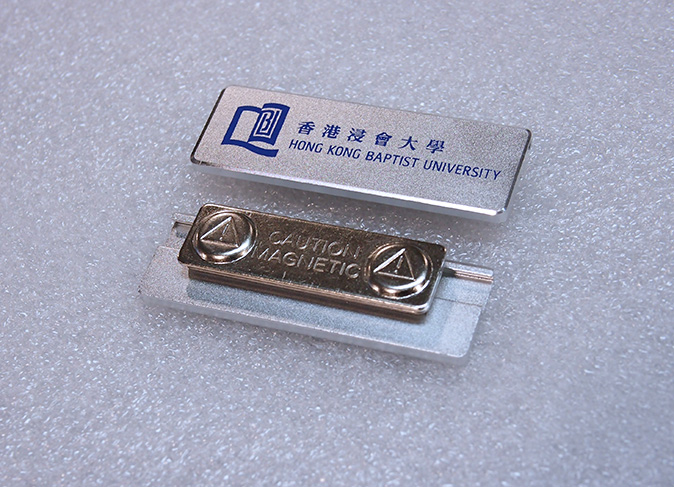 香港浸會大學
HONG KONG BAPTIST UNIVERSITY
CAUTION
MAGNETIC